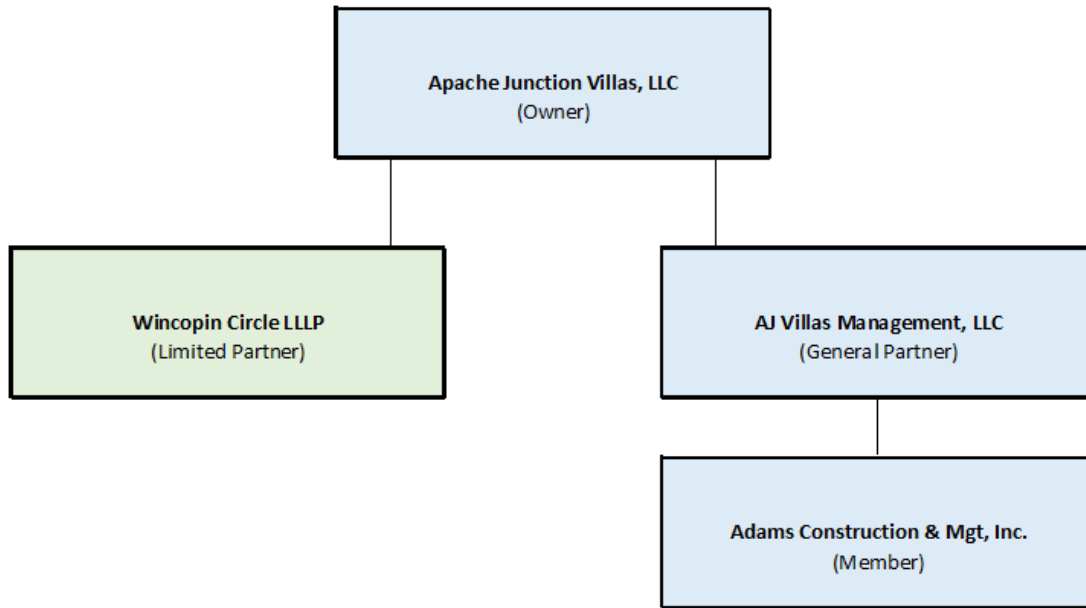 Apache Junction Villas, LLC
(Owner)
Wincopin Circle LLLP
(Limited Partner)
AJ Villas Management, LLC
(General Partner)
Adams Construction & Mgt, Inc.
(Member)